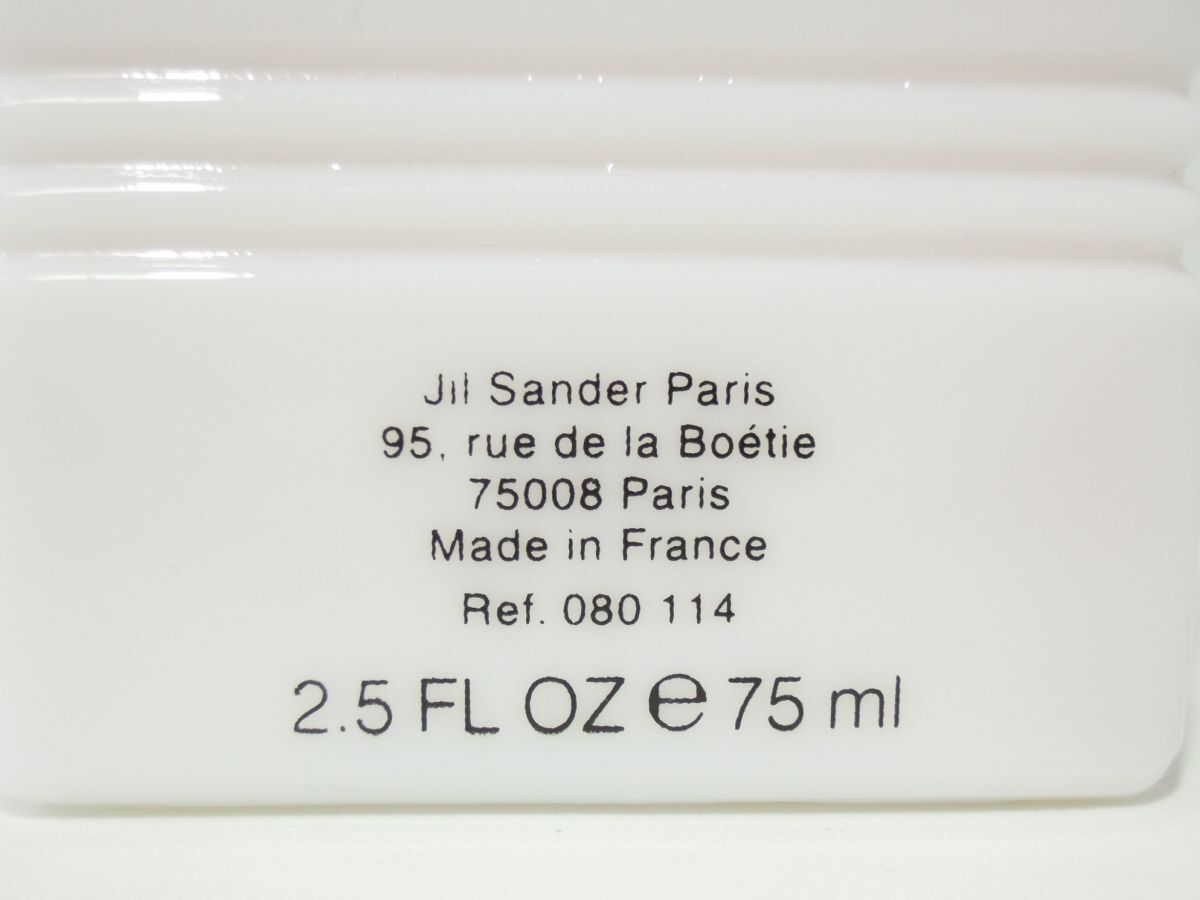 Jil Sander Paris
95, rue de la Boétie
75008 Paris
Made in France
Ref. 080 114
2.5 FL OZ ℮ 75 ml